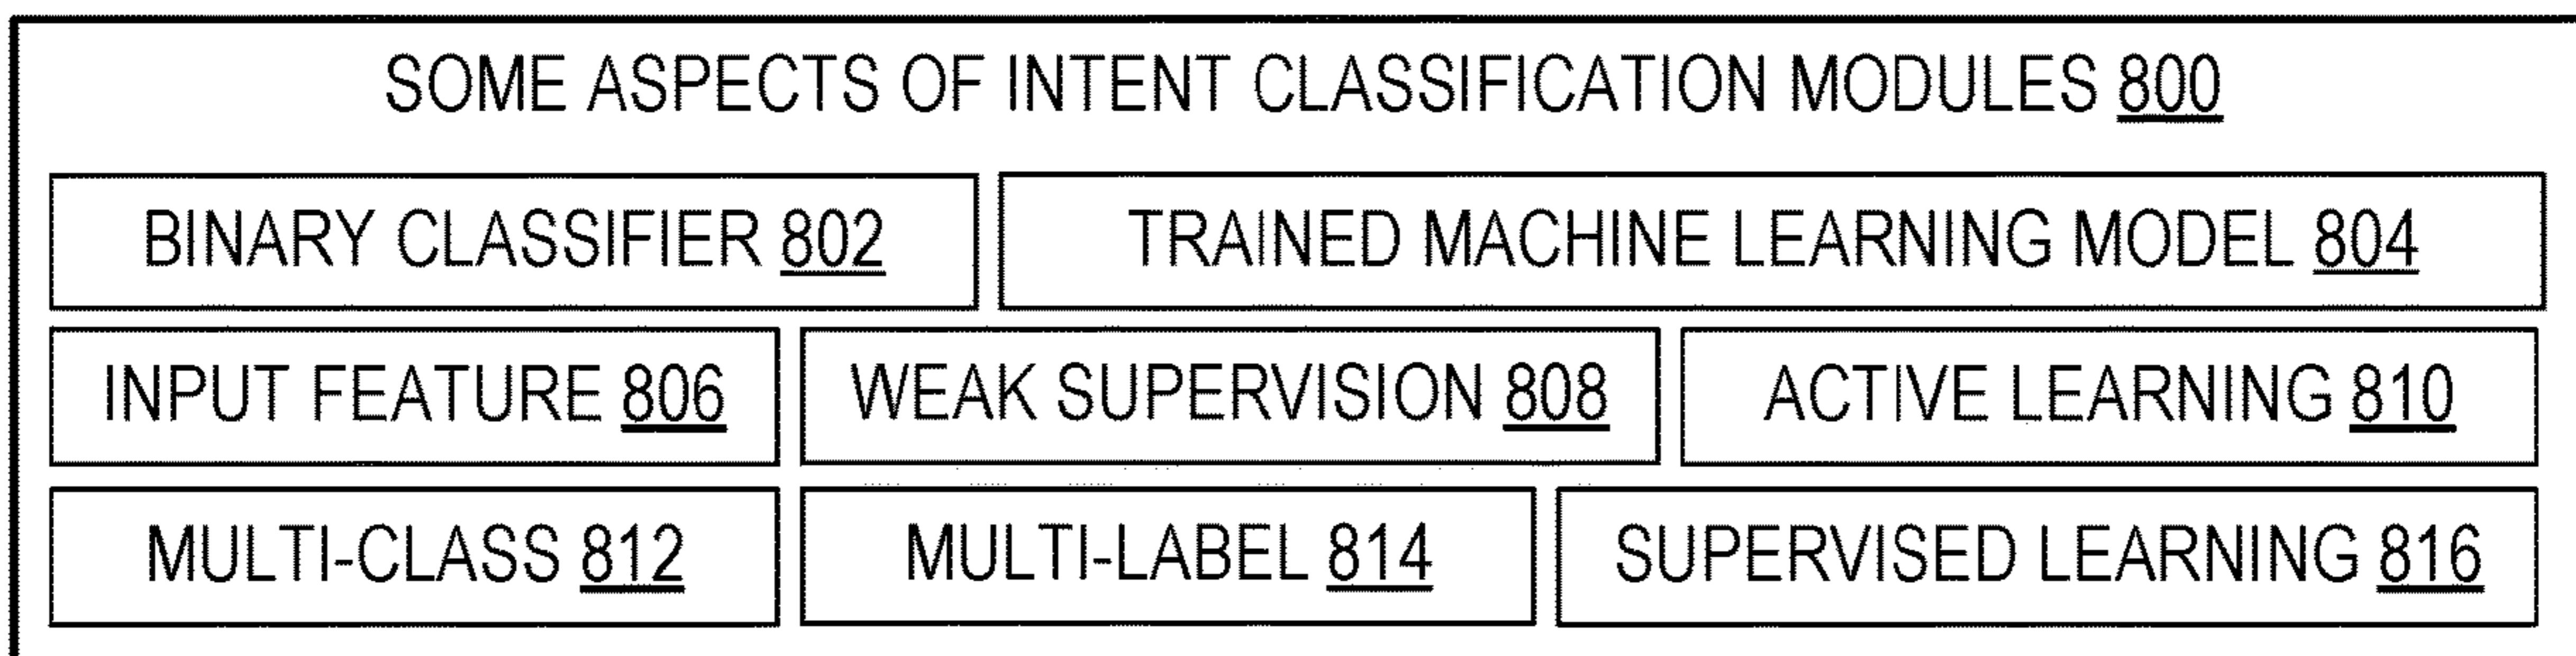 SOME ASPECTS OF INTENT CLASSIFICATION MODULES 800
BINARY CLASSIFIER 802
TRAINED MACHINE LEARNING MODEL 804
INPUT FEATURE 806
WEAK SUPERVISION 808
ACTIVE LEARNING 810
MULTI-CLASS 812
MULTI-LABEL 814
SUPERVISED LEARNING 816